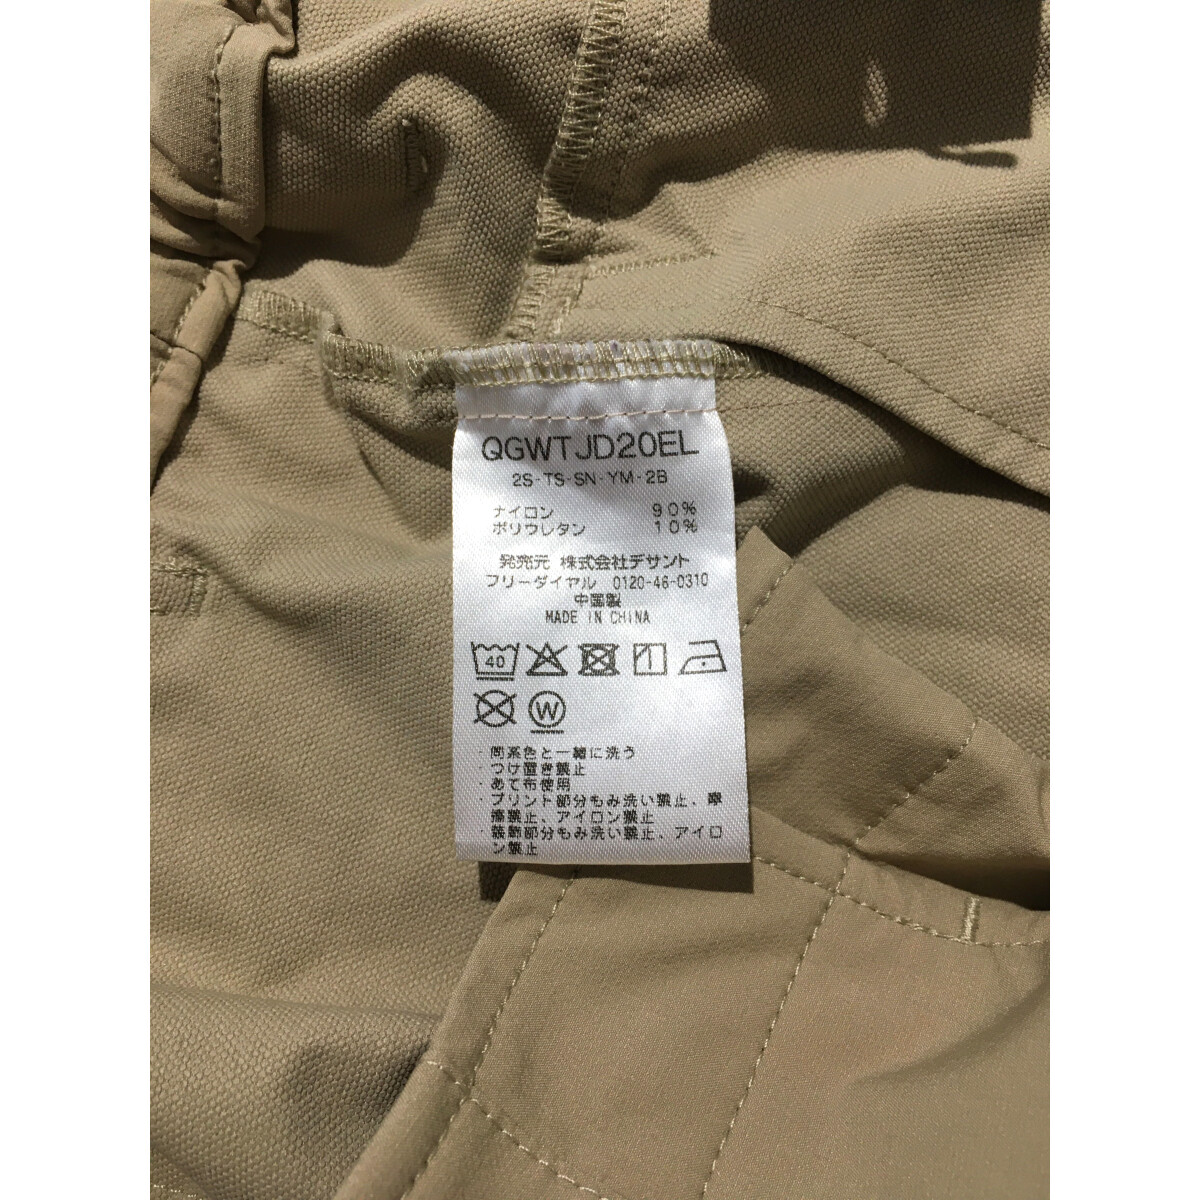 QGWTJD20EL
2S-TS-SN-YM-2B
ナイロン 90%
ポリウレタン 10%
発売元 株式会社デサント
フリーダイヤル 0120-46-0310
中国製
MADE IN CHINA
40
W
・同系色と一緒に洗う
・つけ置き禁止
・あて布使用
・プリント部分もみ洗い禁止、摩
擦禁止、アイロン禁止
・装飾部分もみ洗い禁止、アイロ
ン禁止